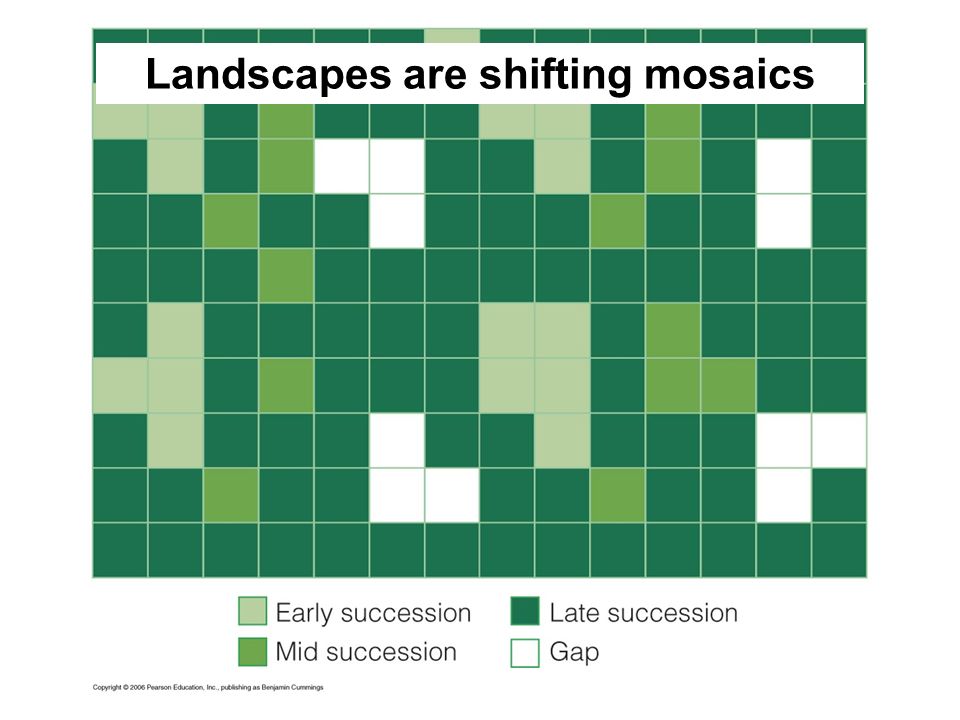 Landscapes are shifting mosaics
Early succession
Late succession
Mid succession
Gap
Copyright © 2006 Pearson Education, Inc., publishing as Benjamin Cummings